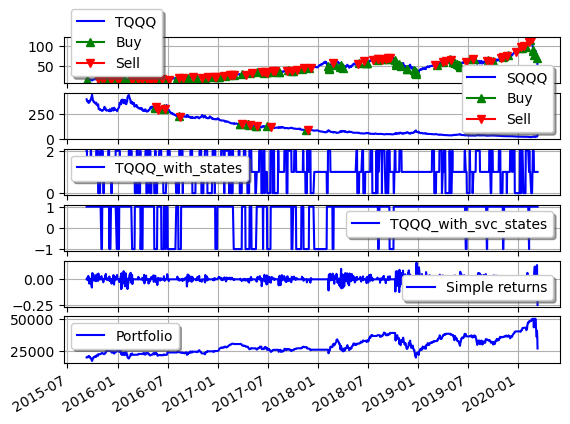 TQQQ
Buy
Sell
100
50
SQQQ
Buy
Sell
250
0
TQQQ_with_states
2
0
TQQQ_with_svc_states
1
0
−1
Simple returns
0.00
−0.25
Portfolio
50000
25000
2015-07 2016-01 2016-07 2017-01 2017-07 2018-01 2018-07 2019-01 2019-07 2020-01